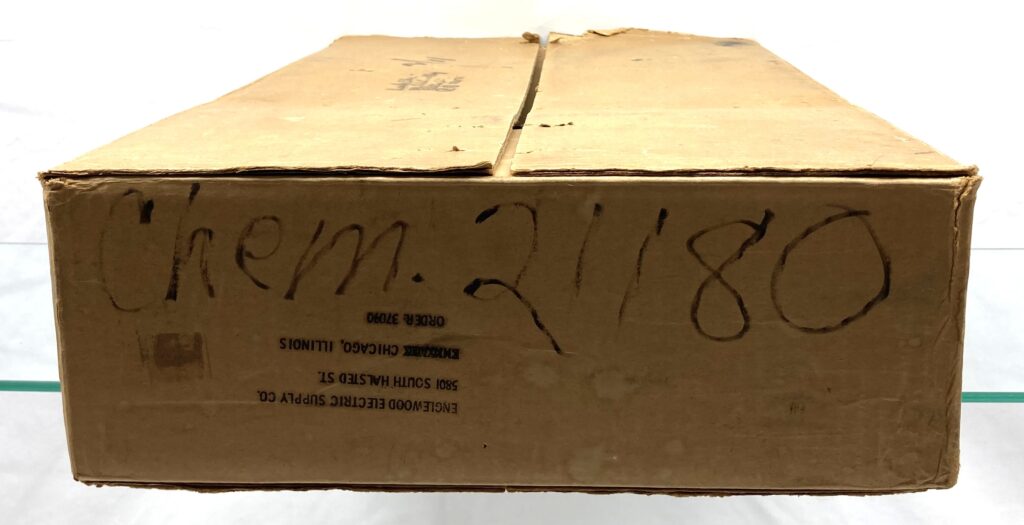 Chem. 21180
ENGLEWOOD ELECTRIC SUPPLY CO.
5801 SOUTH HALSTED ST.
CHICAGO, ILLINOIS
ORDER: 37090